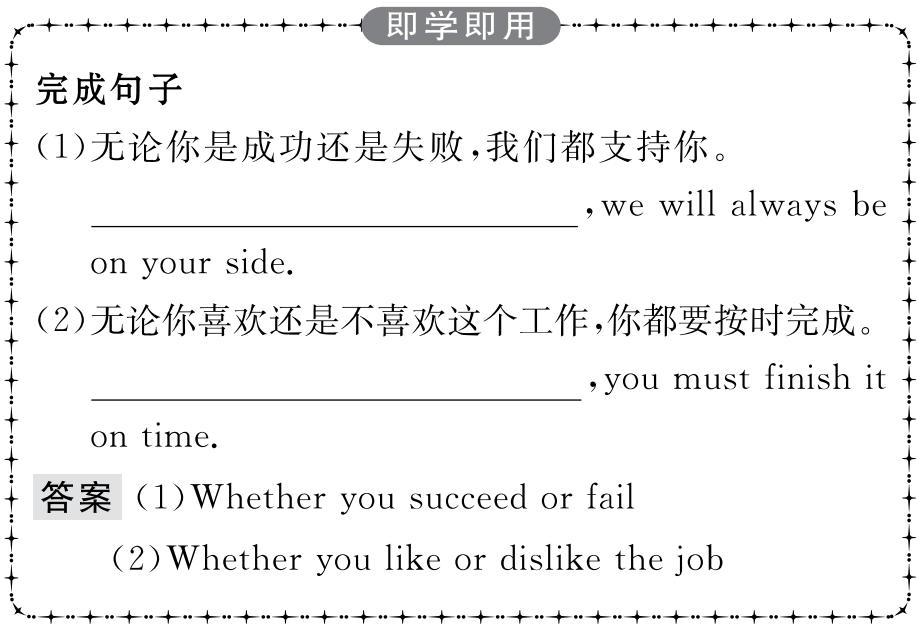 即学即用
完成句子
(1)无论你是成功还是失败,我们都支持你。
,we will always be
on your side.
(2)无论你喜欢还是不喜欢这个工作,你都要按时完成。
,you must finish it
on time.
答案 (1)Whether you succeed or fail
(2)Whether you like or dislike the job